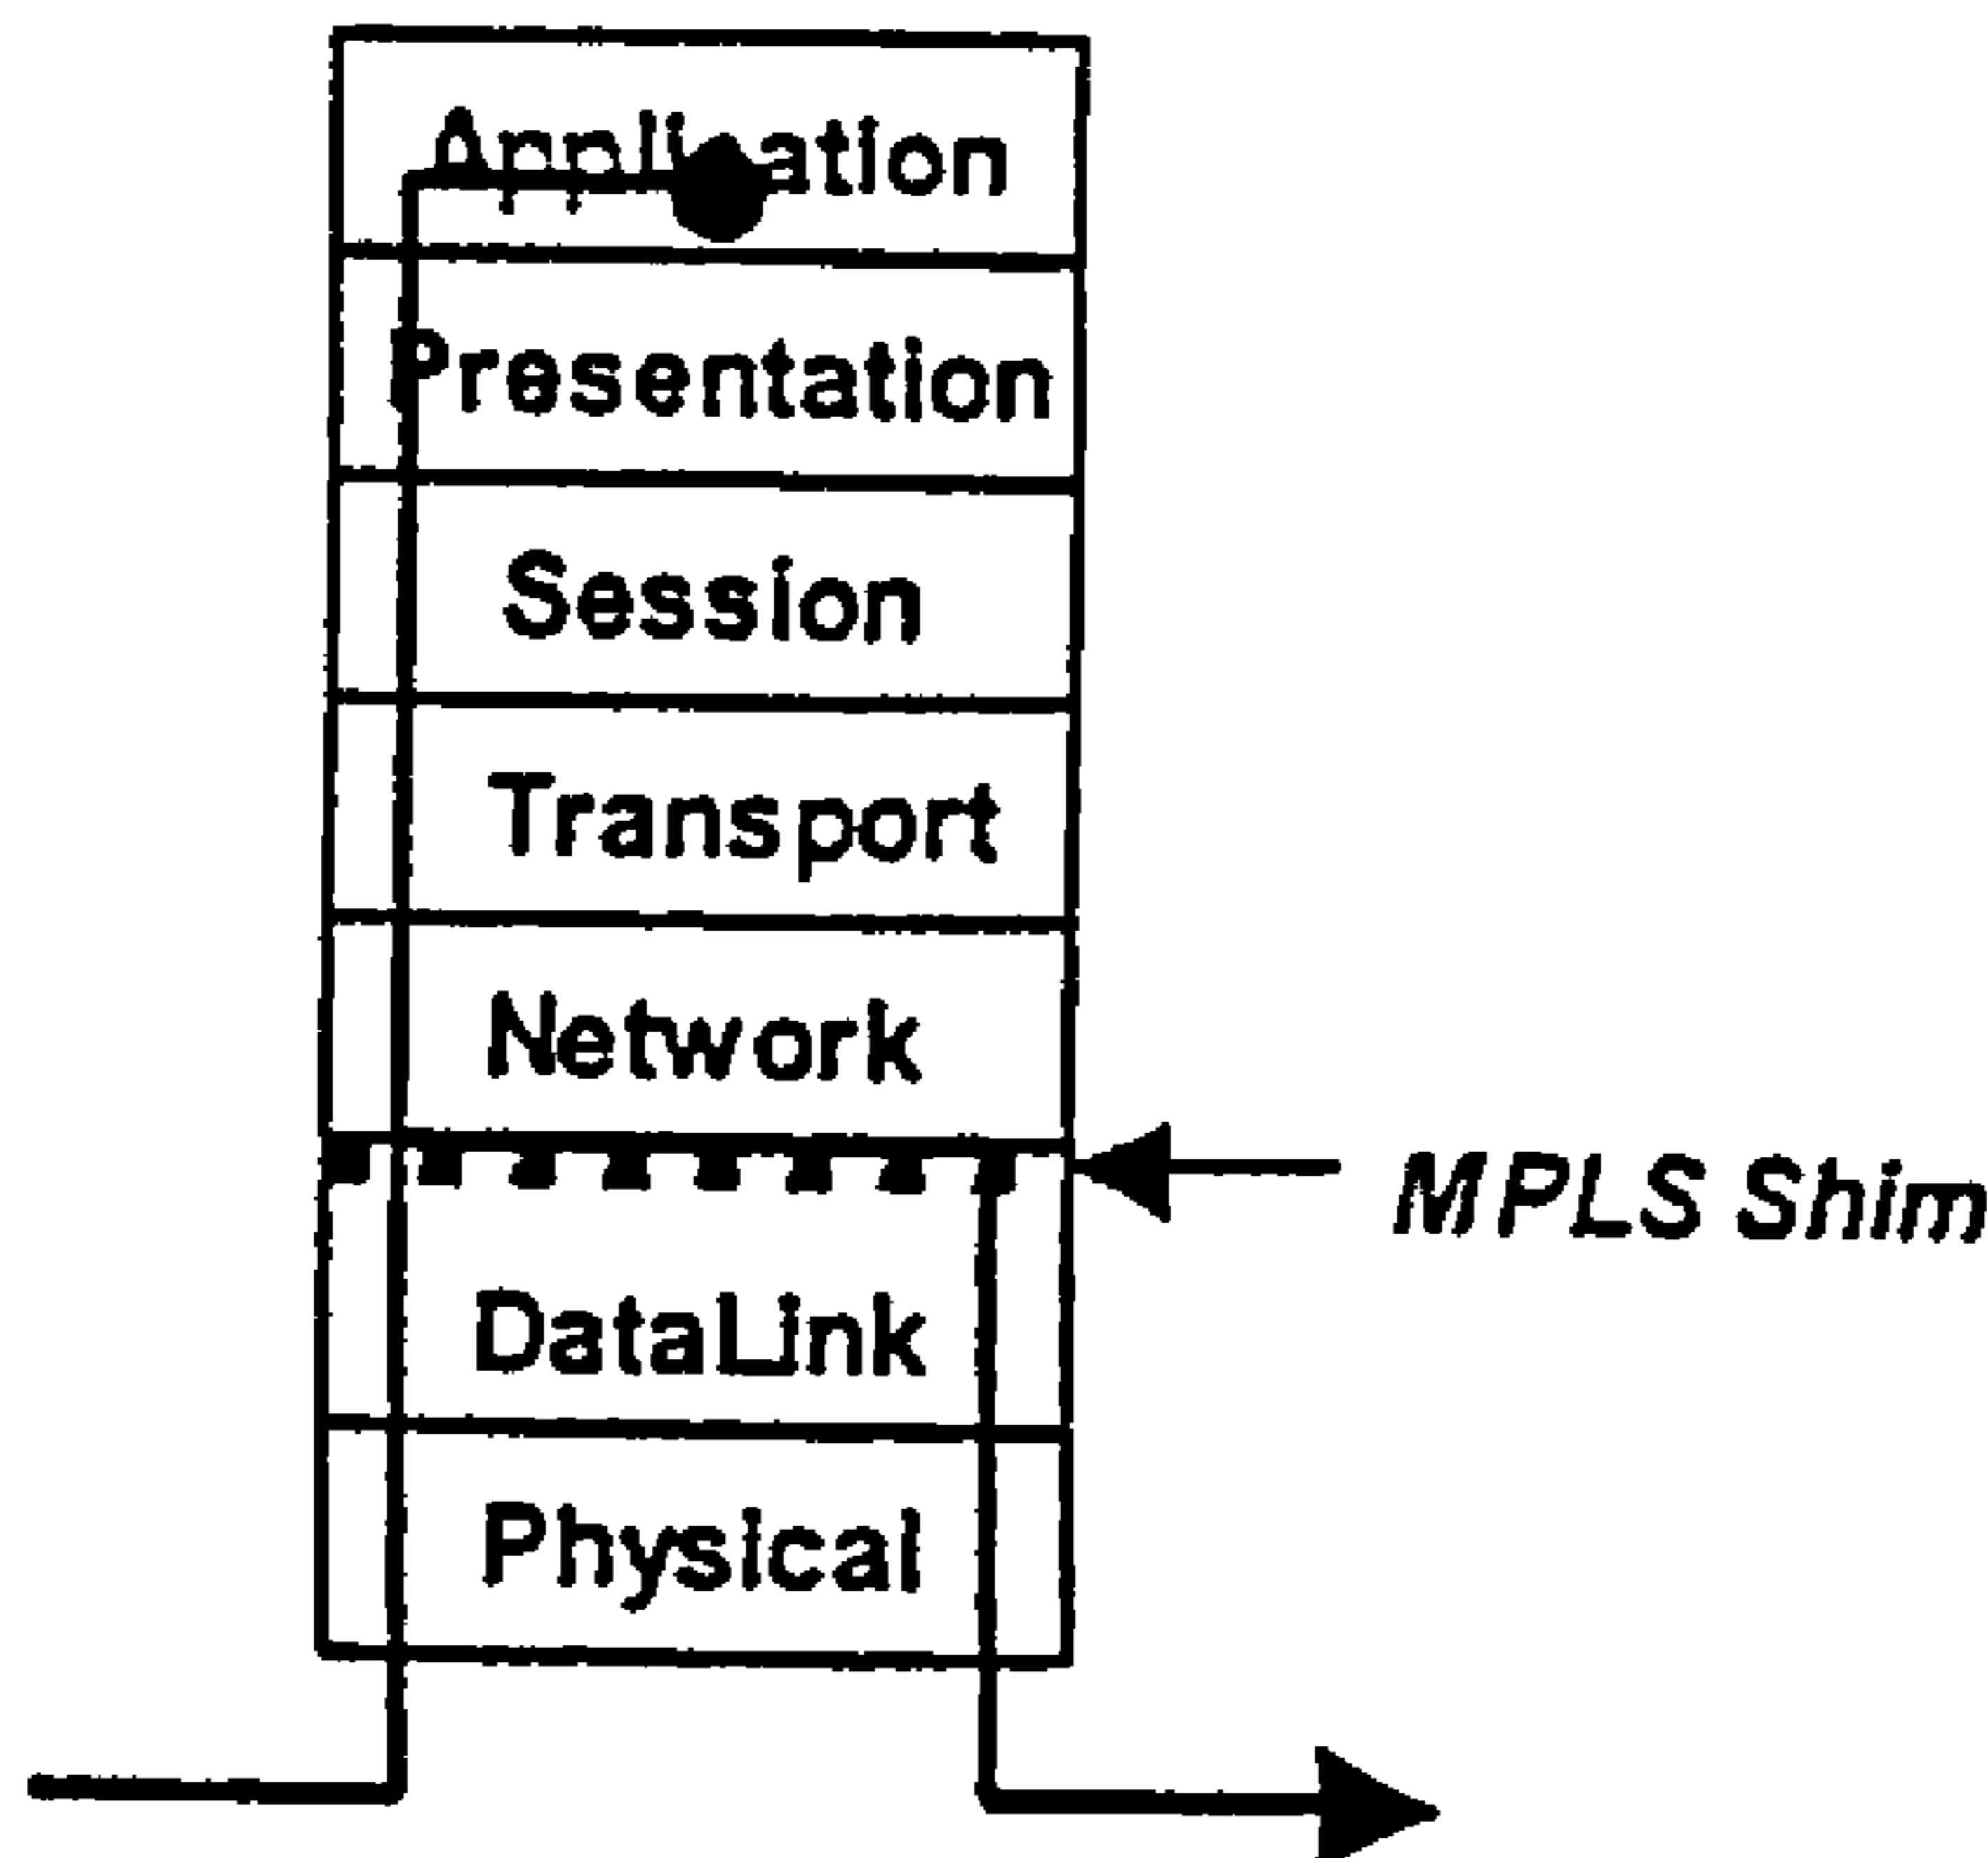 Application
Presentation
Session
Transport
Network
MPLS Shim
DataLink
Physical